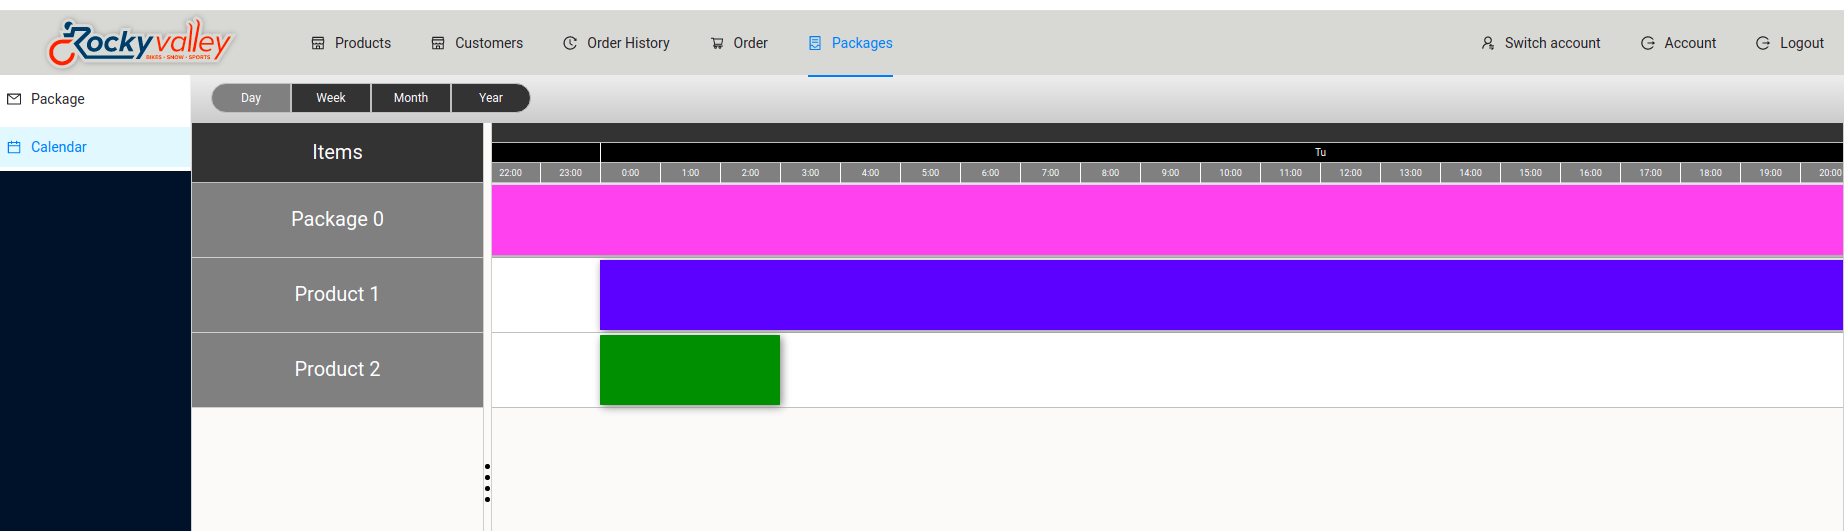 Rockyvalley
BIKES • SNOW • SPORTS
Products
Customers
Order History
Order
Packages
Switch account
Account
Logout
Package
Calendar
Day
Week
Month
Year
Items
Tu
22:00 23:00 0:00 1:00 2:00 3:00 4:00 5:00 6:00 7:00 8:00 9:00 10:00 11:00 12:00 13:00 14:00 15:00 16:00 17:00 18:00 19:00 20:00
Package 0
Product 1
Product 2